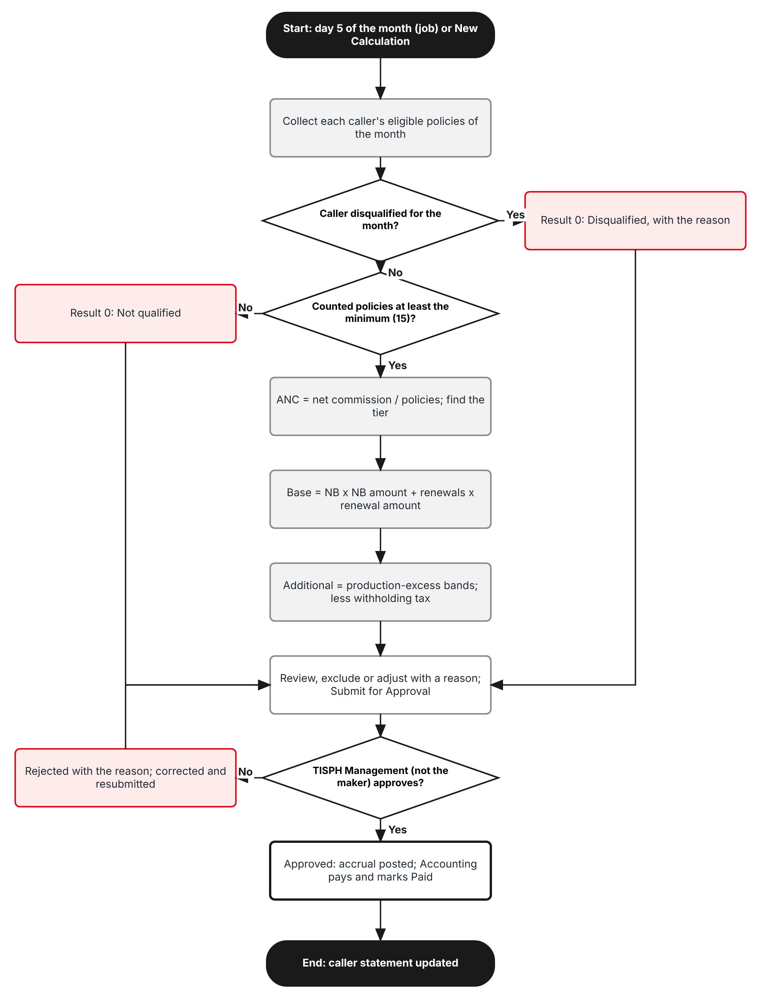 Start: day 5 of the month (job) or New
Calculation
Collect each caller's eligible policies of
the month
Caller disqualified for the
month?
Yes
Result 0: Disqualified, with the reason
No
Counted policies at least the
minimum (15)?
No
Result 0: Not qualified
Yes
ANC = net commission / policies; find the
tier
Base = NB x NB amount + renewals x
renewal amount
Additional = production-excess bands;
less withholding tax
Review, exclude or adjust with a reason;
Submit for Approval
TISPH Management (not the
maker) approves?
No
Rejected with the reason; corrected and
resubmitted
Yes
Approved: accrual posted; Accounting
pays and marks Paid
End: caller statement updated